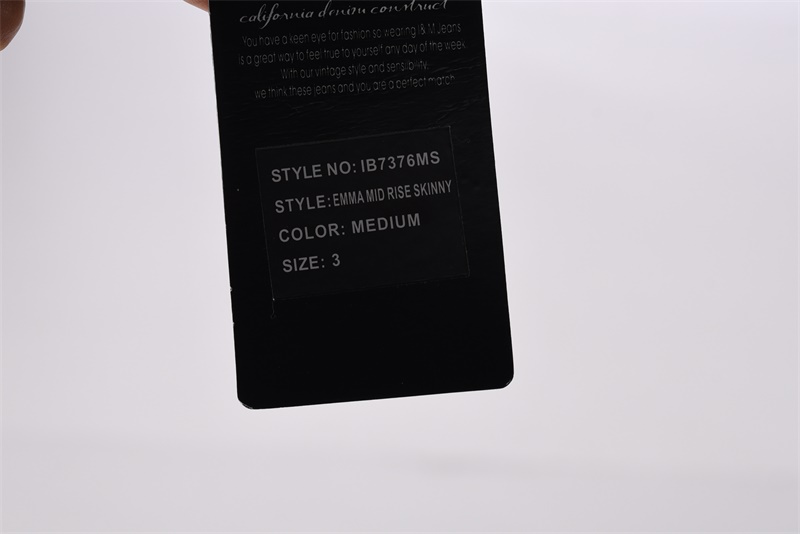 california denim construct
You have a keen eye for fashion so wearing I& M Jeans
is a great way to feel true to yourself any day of the week.
With our vintage style and sensibility.
we think these jeans and you are a perfect match.
STYLE NO: IB7376MS
STYLE: EMMA MID RISE SKINNY
COLOR: MEDIUM
SIZE: 3